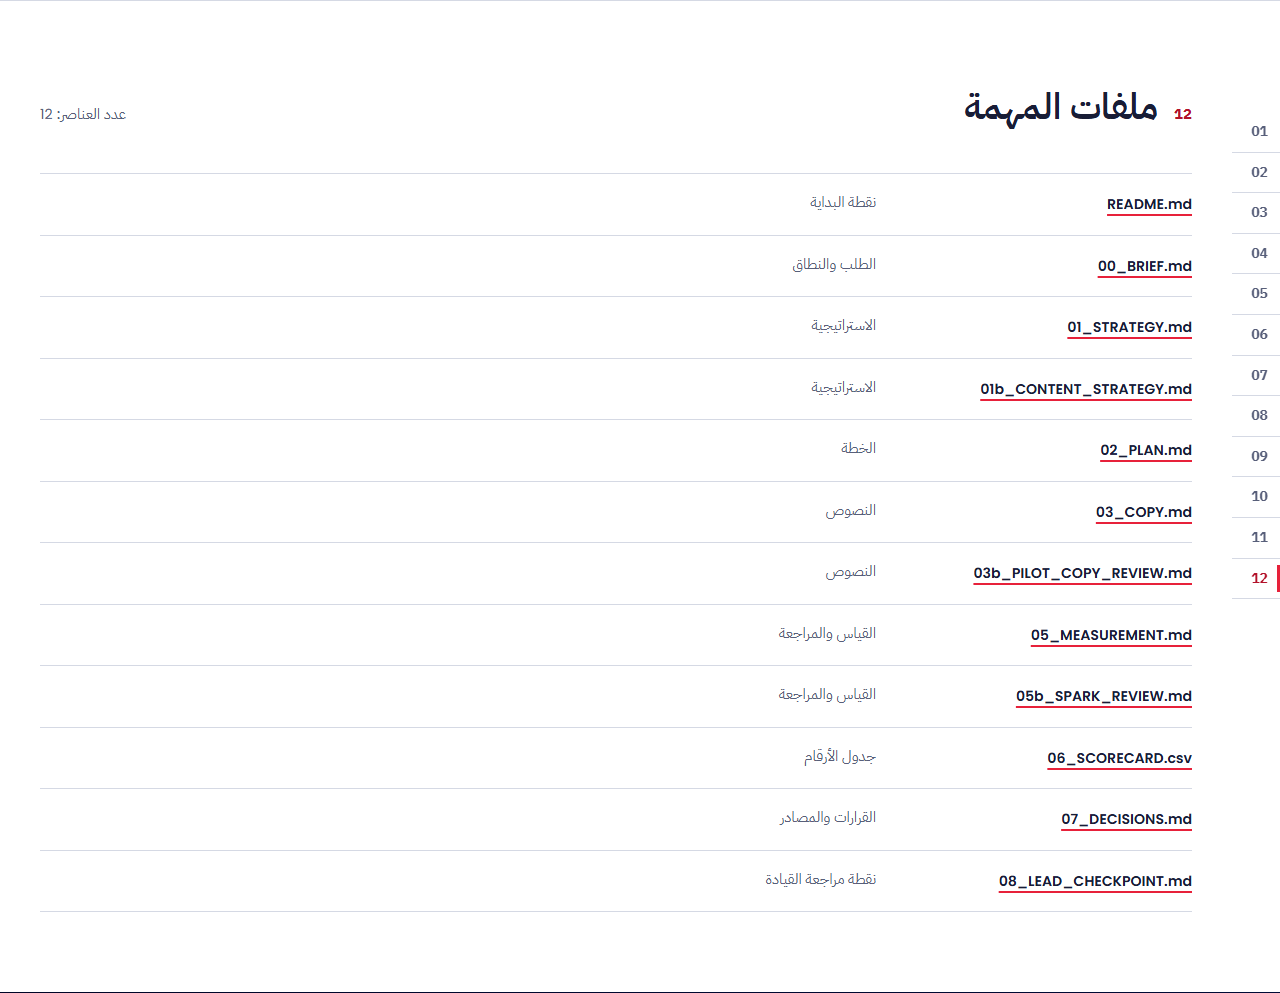 12 ملفات المهمة
عدد العناصر: 12
README.md نقطة البداية
00_BRIEF.md الطلب والنطاق
01_STRATEGY.md الاستراتيجية
01b_CONTENT_STRATEGY.md الاستراتيجية
02_PLAN.md الخطة
03_COPY.md النصوص
03b_PILOT_COPY_REVIEW.md النصوص
05_MEASUREMENT.md القياس والمراجعة
05b_SPARK_REVIEW.md القياس والمراجعة
06_SCORECARD.csv جدول الأرقام
07_DECISIONS.md القرارات والمصادر
08_LEAD_CHECKPOINT.md نقطة مراجعة القيادة
01
02
03
04
05
06
07
08
09
10
11
12